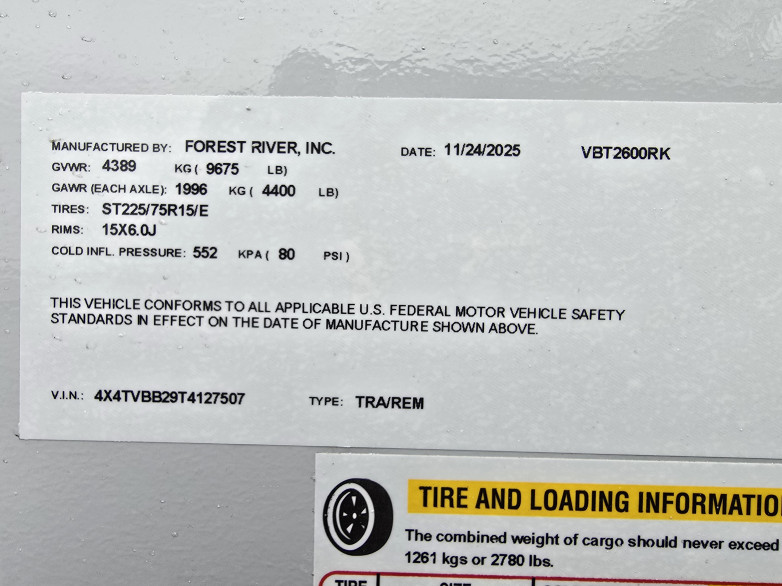 MANUFACTURED BY: FOREST RIVER, INC. DATE: 11/24/2025 VBT2600RK
GVWR: 4389 KG ( 9675 LB)
GAWR (EACH AXLE): 1996 KG ( 4400 LB)
TIRES: ST225/75R15/E
RIMS: 15X6.0J
COLD INFL. PRESSURE: 552 KPA ( 80 PSI )
THIS VEHICLE CONFORMS TO ALL APPLICABLE U.S. FEDERAL MOTOR VEHICLE SAFETY
STANDARDS IN EFFECT ON THE DATE OF MANUFACTURE SHOWN ABOVE.
V.I.N.: 4X4TVBB29T4127507 TYPE: TRA/REM
TIRE AND LOADING INFORMATIO
The combined weight of cargo should never exceed
1261 kgs or 2780 lbs.
TIRE SIZE